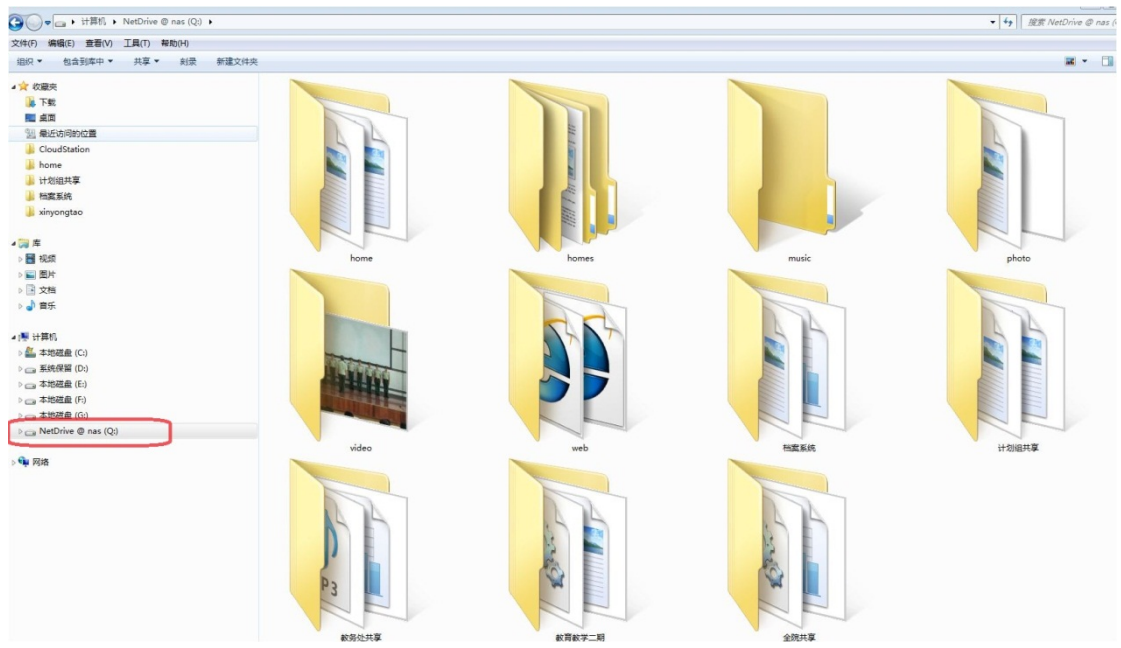 计算机 ▸ NetDrive @ nas (Q:) ▸
搜索 NetDrive @ nas (
文件(F) 编辑(E) 查看(V) 工具(T) 帮助(H)
组织 包含到库中 共享 刻录 新建文件夹
收藏夹
下载
桌面
最近访问的位置
CloudStation
home
计划组共享
档案系统
xinyongtao
库
视频
图片
文档
音乐
计算机
本地磁盘 (C:)
系统保留 (D:)
本地磁盘 (E:)
本地磁盘 (F:)
本地磁盘 (G:)
NetDrive @ nas (Q:)
网络
home homes music photo
video web 档案系统 计划组共享
P3
教务处共享 教育教学二期 全院共享